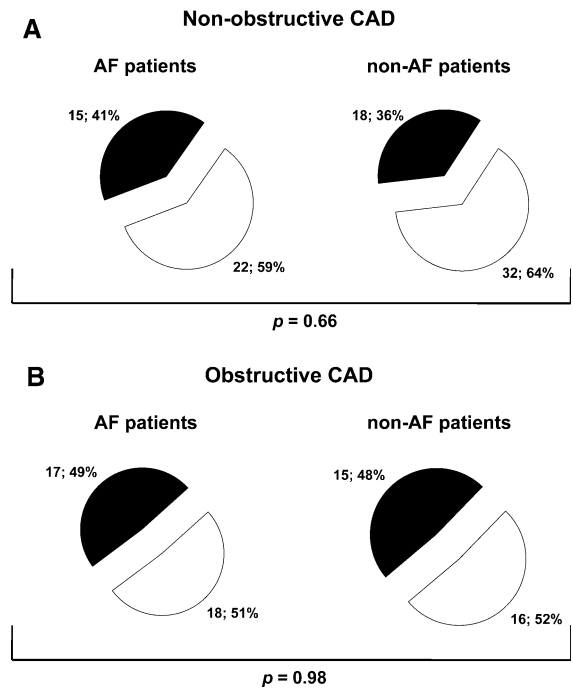 A
Non-obstructive CAD
AF patients
non-AF patients
15; 41%
18; 36%
22; 59%
32; 64%
p = 0.66
B
Obstructive CAD
AF patients
non-AF patients
17; 49%
15; 48%
18; 51%
16; 52%
p = 0.98